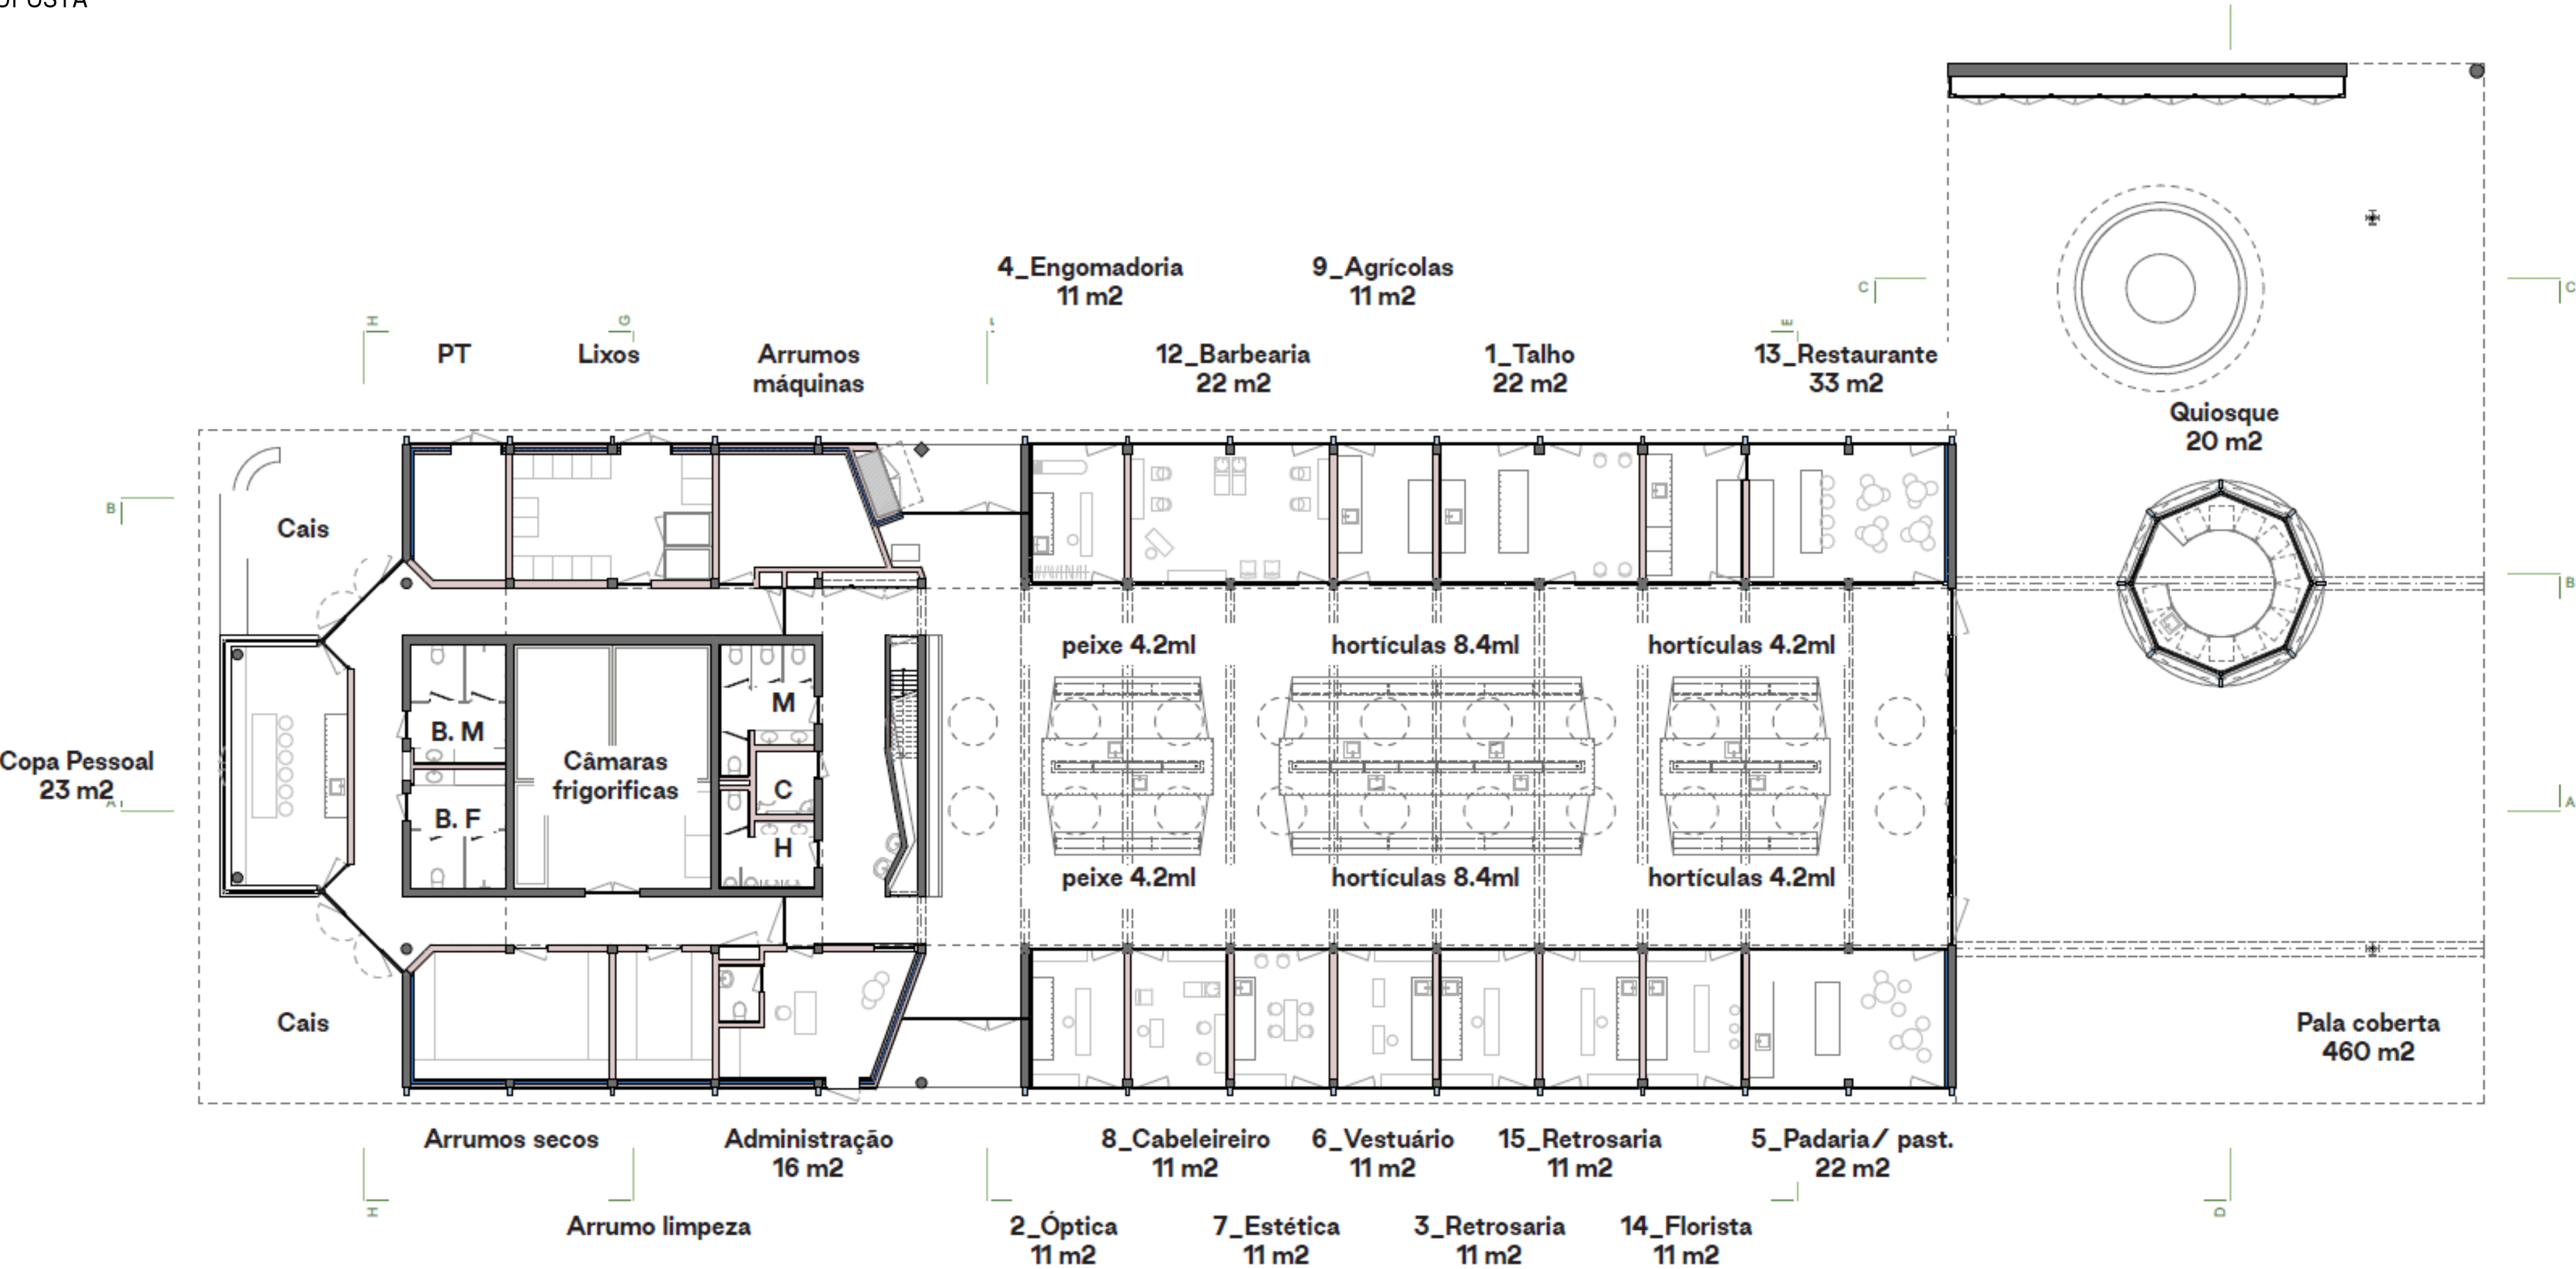 4_Engomadoria
11 m2
9_Agrícolas
11 m2
C
C
H
G
E
PT
Lixos
Arrumos
máquinas
12_Barbearia
22 m2
1_Talho
22 m2
13_Restaurante
33 m2
Quiosque
20 m2
B
Cais
B
peixe 4.2ml
hortículas 8.4ml
hortículas 4.2ml
M
B. M
Copa Pessoal
23 m2
Câmaras
frigorificas
C
A
A
B. F
H
peixe 4.2ml
hortículas 8.4ml
hortículas 4.2ml
Cais
Pala coberta
460 m2
Arrumos secos
Administração
16 m2
8_Cabeleireiro
11 m2
6_Vestuário
11 m2
15_Retrosaria
11 m2
5_Padaria/ past.
22 m2
H
D
Arrumo limpeza
2_Óptica
11 m2
7_Estética
11 m2
3_Retrosaria
11 m2
14_Florista
11 m2